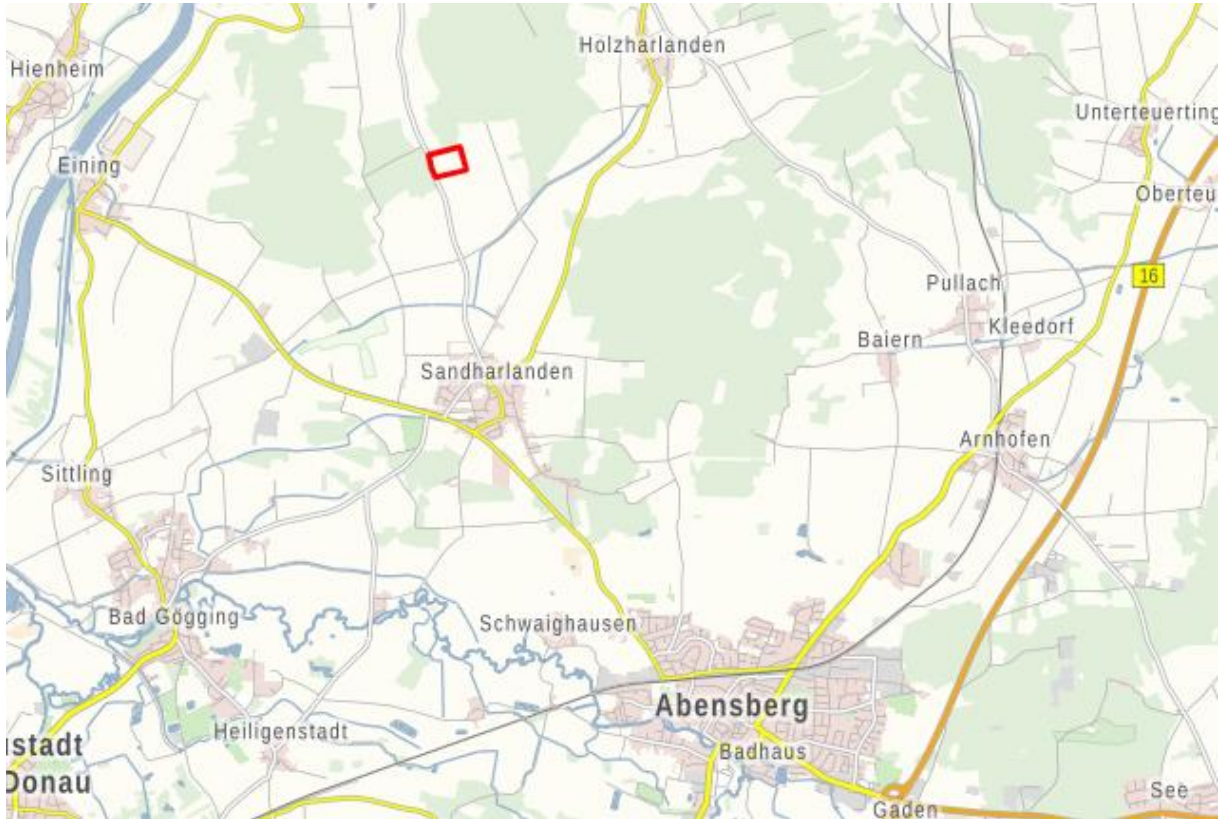 Holzharlanden
Hienheim
Unterteuerting
Eining
Oberteu
Pullach
16
Kleedorf
Baiern
Sandharlanden
Arnhofen
Sittling
Bad Gögging
Schwaighausen
Abensberg
Heiligenstadt
ustadt
Donau
Badhaus
See
Gaden